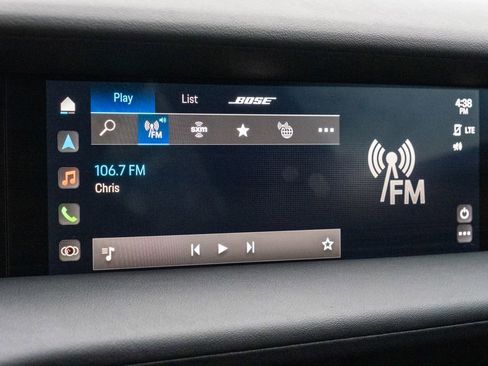 Play List BOSE
4:38
PM
FM sxm
LTE
106.7 FM
Chris
FM